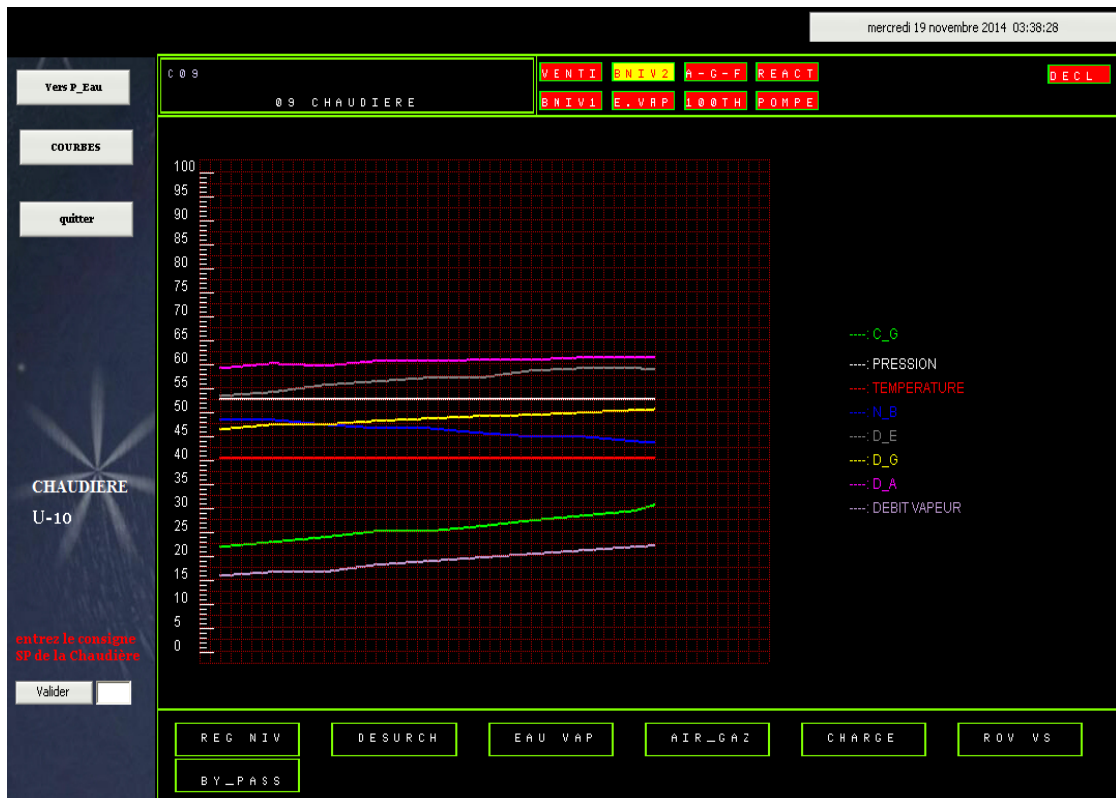 mercredi 19 novembre 2014 03:38:28
Vers P_Eau
COURBES
quitter
CHAUDIERE
U-10
entrez le consigne
SP de la Chaudière
Valider
C09
09 CHAUDIERE
VENTI BNIV2 A-G-F REACT
BNIV1 E.VAP 100TH POMPE
DECL
100
95
90
85
80
75
70
65
60
55
50
45
40
35
30
25
20
15
10
5
0
----: C_G
----: PRESSION
----: TEMPERATURE
----: N_B
----: D_E
----: D_G
----: D_A
----: DEBIT VAPEUR
REG NIV DESURCH EAU VAP AIR_GAZ CHARGE ROV VS
BY_PASS